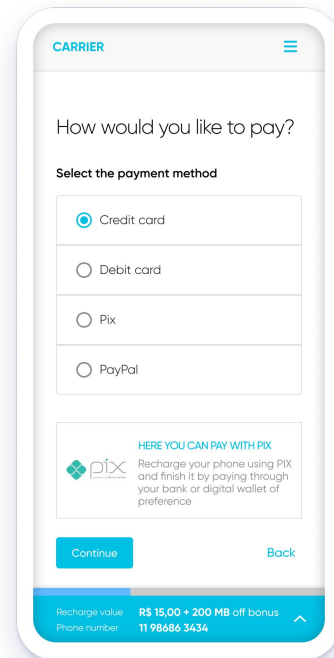 CARRIER
How would you like to pay?
Select the payment method
Credit card
Debit card
Pix
PayPal
HERE YOU CAN PAY WITH PIX
pix
Recharge your phone using PIX
and finish it by paying through
your bank or digital wallet of
preference
Continue
Back
Recharge value R$ 15,00 + 200 MB off bonus
Phone number 11 98686 3434